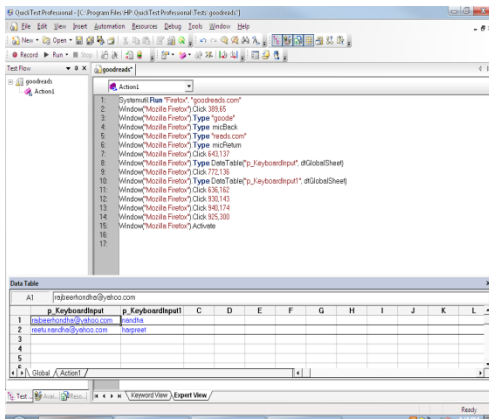 QuickTest Professional - [C:\Program Files\HP\QuickTest Professional\Tests\goodreads*]
File Edit View Insert Automation Resources Debug Tools Window Help
New Open
Record Run Stop
Test Flow
goodreads*
goodreads
Action1
Action1
1: Systemutil.Run "Firefox", "goodreads.com"
2: Window("Mozilla Firefox").Click 389,65
3: Window("Mozilla Firefox").Type "goode"
4: Window("Mozilla Firefox").Type micBack
5: Window("Mozilla Firefox").Type "reads.com"
6: Window("Mozilla Firefox").Type micReturn
7: Window("Mozilla Firefox").Click 643,137
8: Window("Mozilla Firefox").Type DataTable("p_KeyboardInput", dtGlobalSheet)
9: Window("Mozilla Firefox").Click 772,136
10: Window("Mozilla Firefox").Type DataTable("p_KeyboardInput1", dtGlobalSheet)
11: Window("Mozilla Firefox").Click 636,162
12: Window("Mozilla Firefox").Click 930,143
13: Window("Mozilla Firefox").Click 940,174
14: Window("Mozilla Firefox").Click 925,300
15: Window("Mozilla Firefox").Activate
16:
17:
Data Table
A1 rajbeerhondha@yahoo.com
p_KeyboardInput p_KeyboardInput1 C D E F G H I J K L
1 rajbeerhondha@yahoo.com nandha
2 reetu.nandha@yahoo.com harpreet
3
4
5
Global Action1
Test ... Avai... Reso... Keyword View Expert View
Ready